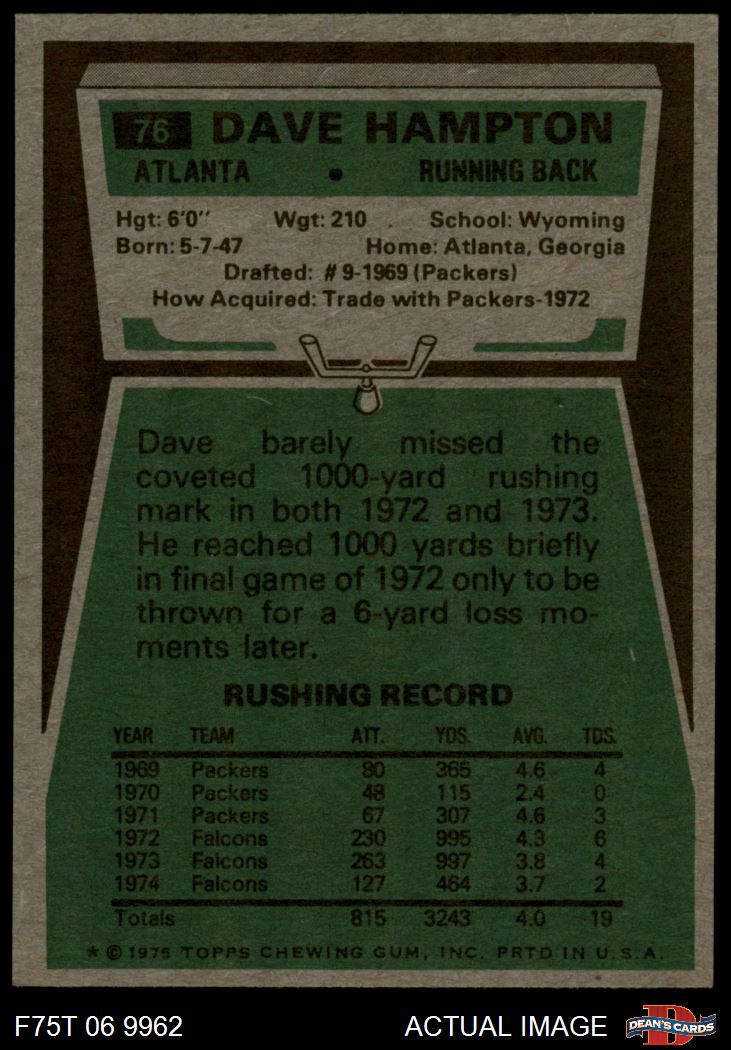 76 DAVE HAMPTON
ATLANTA • RUNNING BACK
Hgt: 6'0" Wgt: 210 School: Wyoming
Born: 5-7-47 Home: Atlanta, Georgia
Drafted: #9-1969 (Packers)
How Acquired: Trade with Packers-1972
Dave barely missed the
coveted 1000-yard rushing
mark in both 1972 and 1973.
He reached 1000 yards briefly
in final game of 1972 only to be
thrown for a 6-yard loss mo-
ments later.
RUSHING RECORD
YEAR TEAM ATT. YDS. AVG. TDS.
1969 Packers 80 365 4.6 4
1970 Packers 48 115 2.4 0
1971 Packers 67 307 4.6 3
1972 Falcons 230 995 4.3 6
1973 Falcons 263 997 3.8 4
1974 Falcons 127 464 3.7 2
Totals 815 3243 4.0 19
* © 1975 TOPPS CHEWING GUM, INC. PRTD IN U.S.A.
F75T 06 9962 ACTUAL IMAGE D DEAN'S CARDS